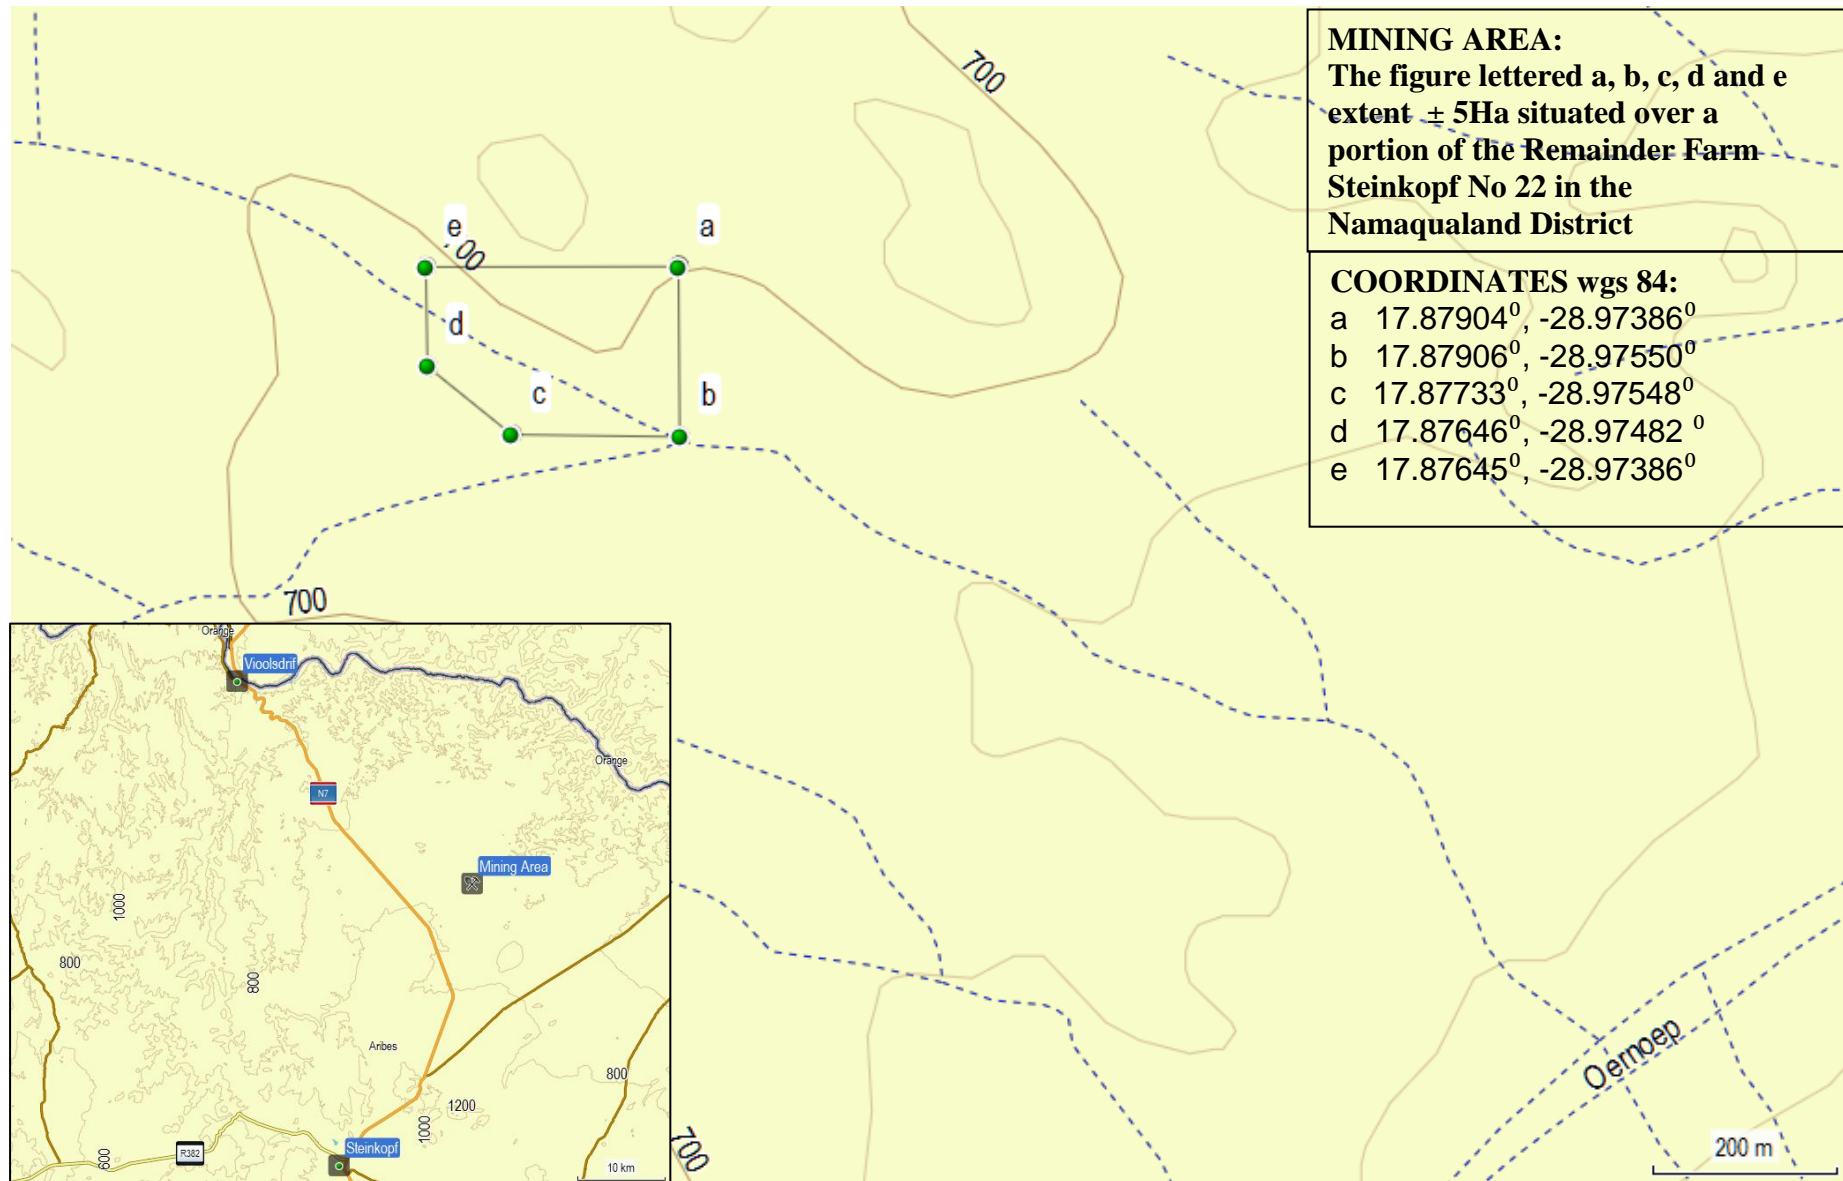 MINING AREA:
The figure lettered a, b, c, d and e
extent ± 5Ha situated over a
portion of the Remainder Farm
Steinkopf No 22 in the
Namaqualand District
COORDINATES wgs 84:
a 17.87904⁰, -28.97386⁰
b 17.87906⁰, -28.97550⁰
c 17.87733⁰, -28.97548⁰
d 17.87646⁰, -28.97482 ⁰
e 17.87645⁰, -28.97386⁰
700
e
a
d
c
b
700
Orange
Vioolsdrif
Orange
N7
Mining Area
1000
800
800
Aribes
800
1200
1000
Steinkopf
R382
600
10 km
700
Oernoep
200 m